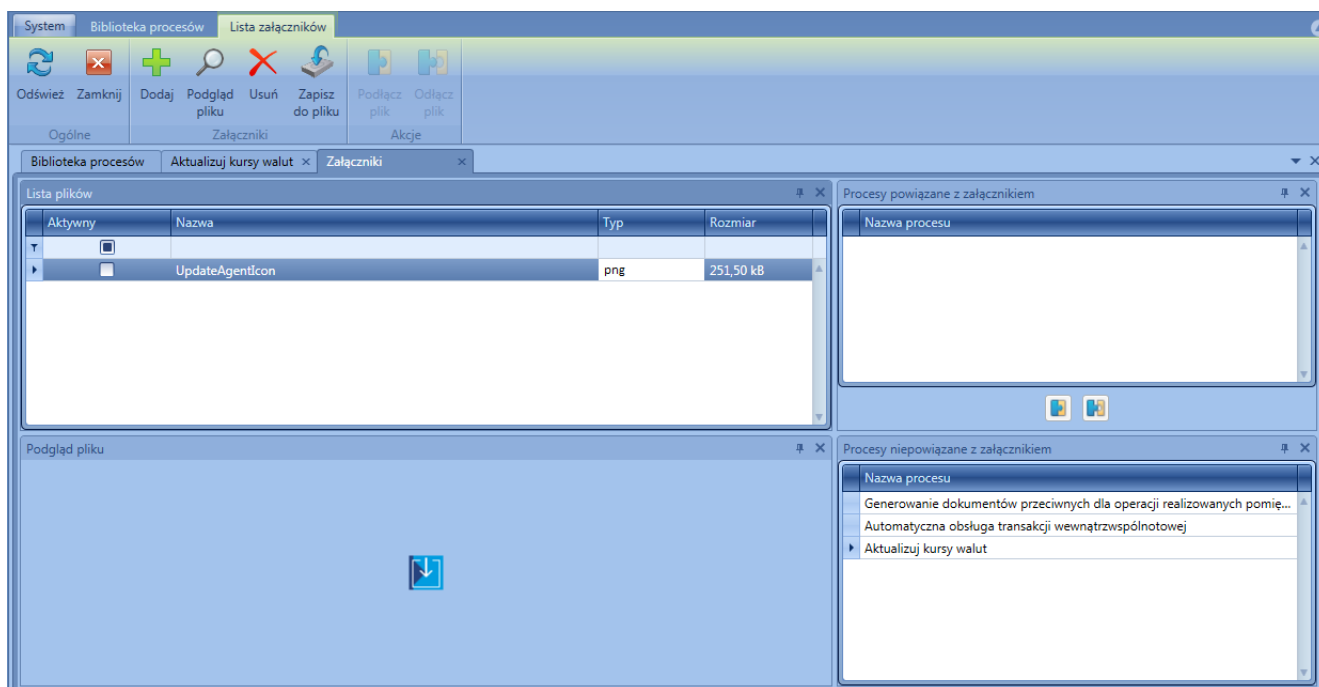 System Biblioteka procesów Lista załączników
Odśwież Zamknij Dodaj Podgląd pliku Usuń Zapisz do pliku Podłącz plik Odłącz plik
Ogólne Załączniki Akcje
Biblioteka procesów Aktualizuj kursy walut Załączniki
Lista plików
Aktywny Nazwa Typ Rozmiar
UpdateAgentIcon png 251,50 kB
Procesy powiązane z załącznikiem
Nazwa procesu
Podgląd pliku
Procesy niepowiązane z załącznikiem
Nazwa procesu
Generowanie dokumentów przeciwnych dla operacji realizowanych pomię...
Automatyczna obsługa transakcji wewnątrzwspólnotowej
Aktualizuj kursy walut